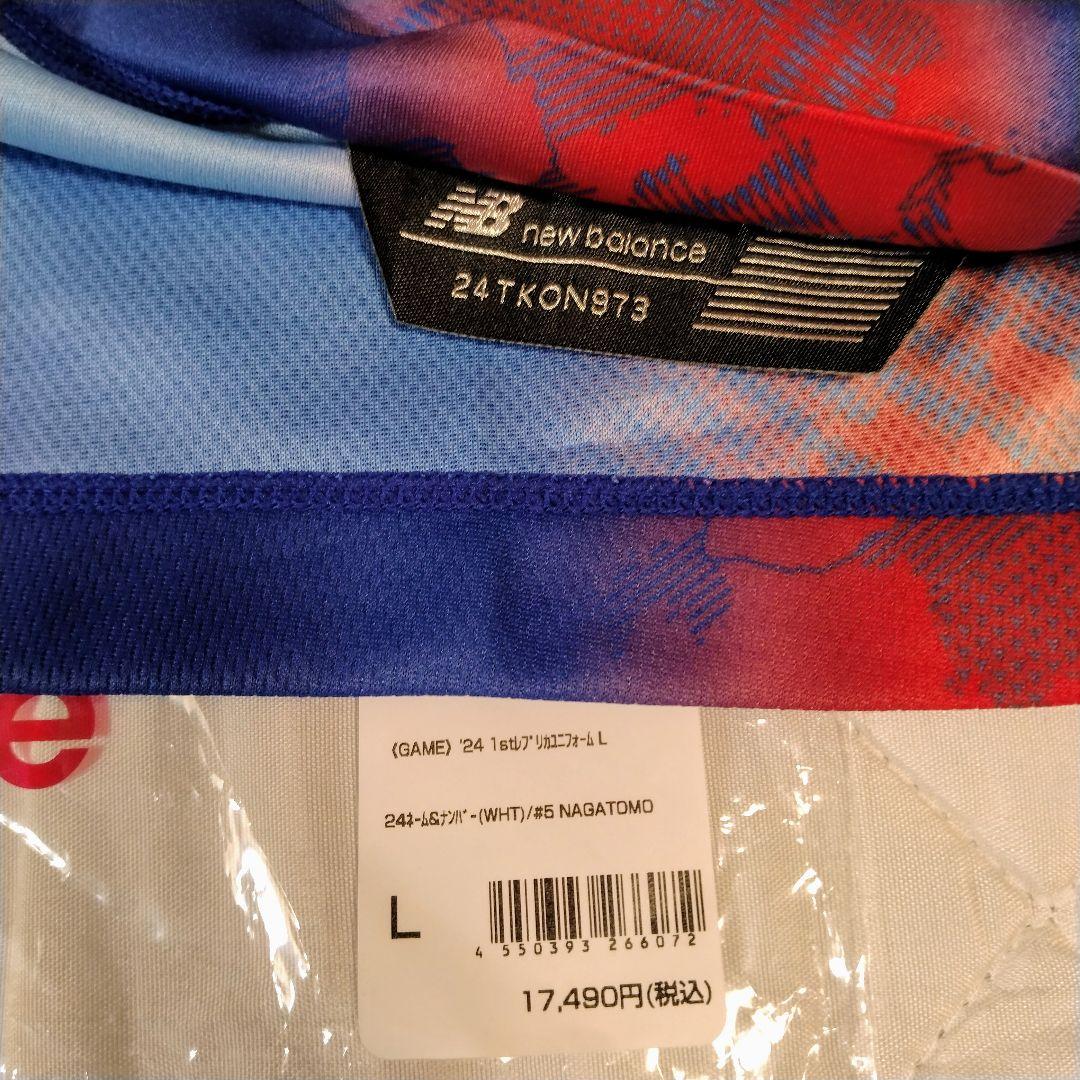 NB new balance
24TKON973
e
《GAME》 '24 1stﾚﾌﾟﾘｶﾕﾆﾌｫｰﾑ L
24ﾈｰﾑ&ﾅﾝﾊﾞｰ(WHT)/#5 NAGATOMO
L
4 550393 266072
17,490円(税込)